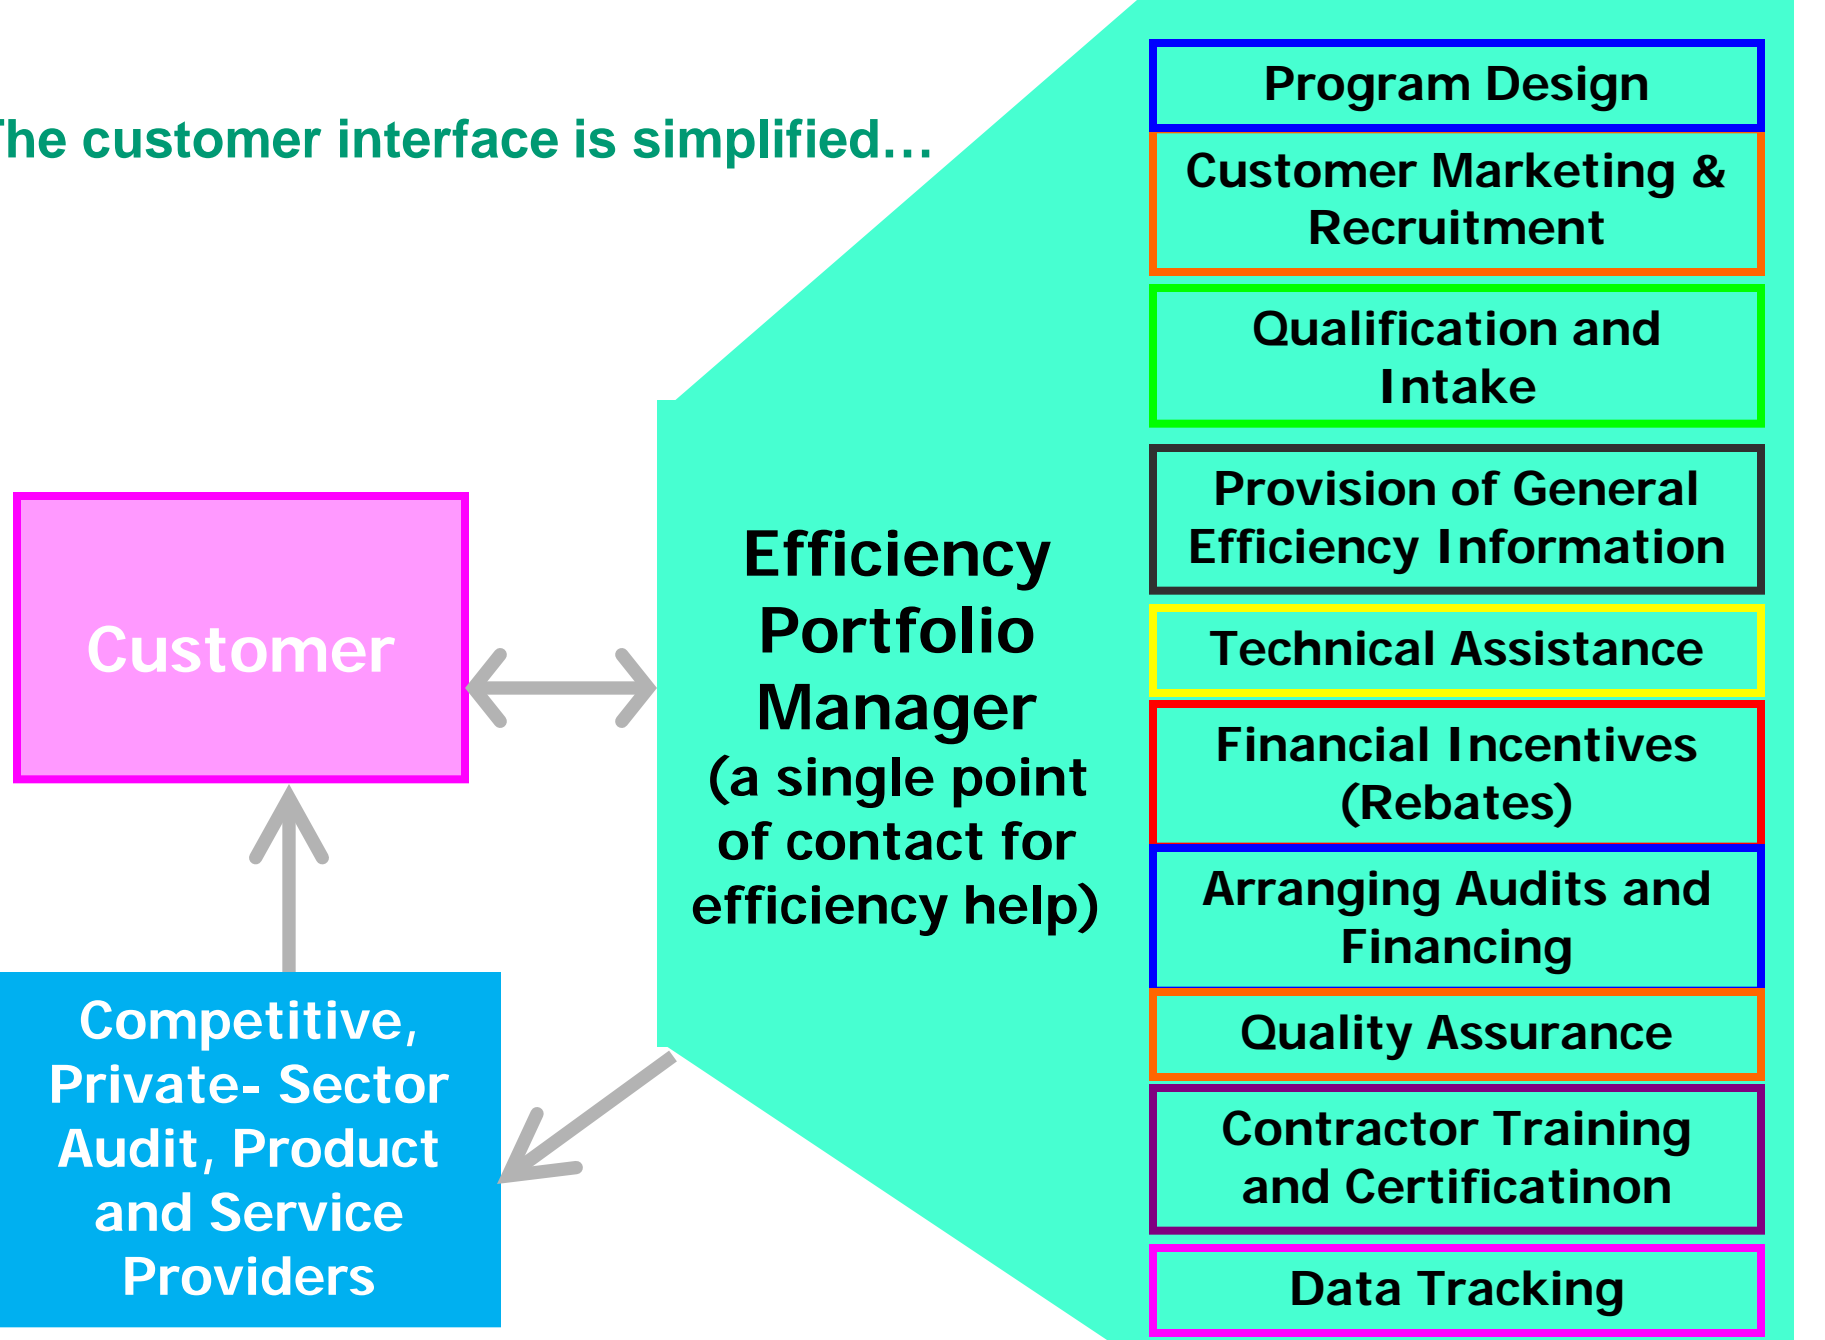 The customer interface is simplified…
Customer
Competitive,
Private- Sector
Audit, Product
and Service
Providers
Efficiency
Portfolio
Manager
(a single point
of contact for
efficiency help)
Program Design
Customer Marketing &
Recruitment
Qualification and
Intake
Provision of General
Efficiency Information
Technical Assistance
Financial Incentives
(Rebates)
Arranging Audits and
Financing
Quality Assurance
Contractor Training
and Certificatinon
Data Tracking